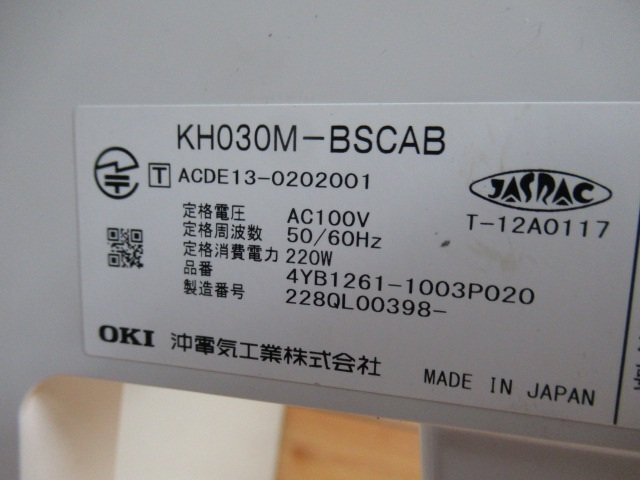 KH030M-BSCAB
T ACDE13-0202001
JASRAC
T-12A0117
定格電圧 AC100V
定格周波数 50/60Hz
定格消費電力 220W
品番 4YB1261-1003P020
製造番号 228QL00398-
OKI 沖電気工業株式会社
MADE IN JAPAN